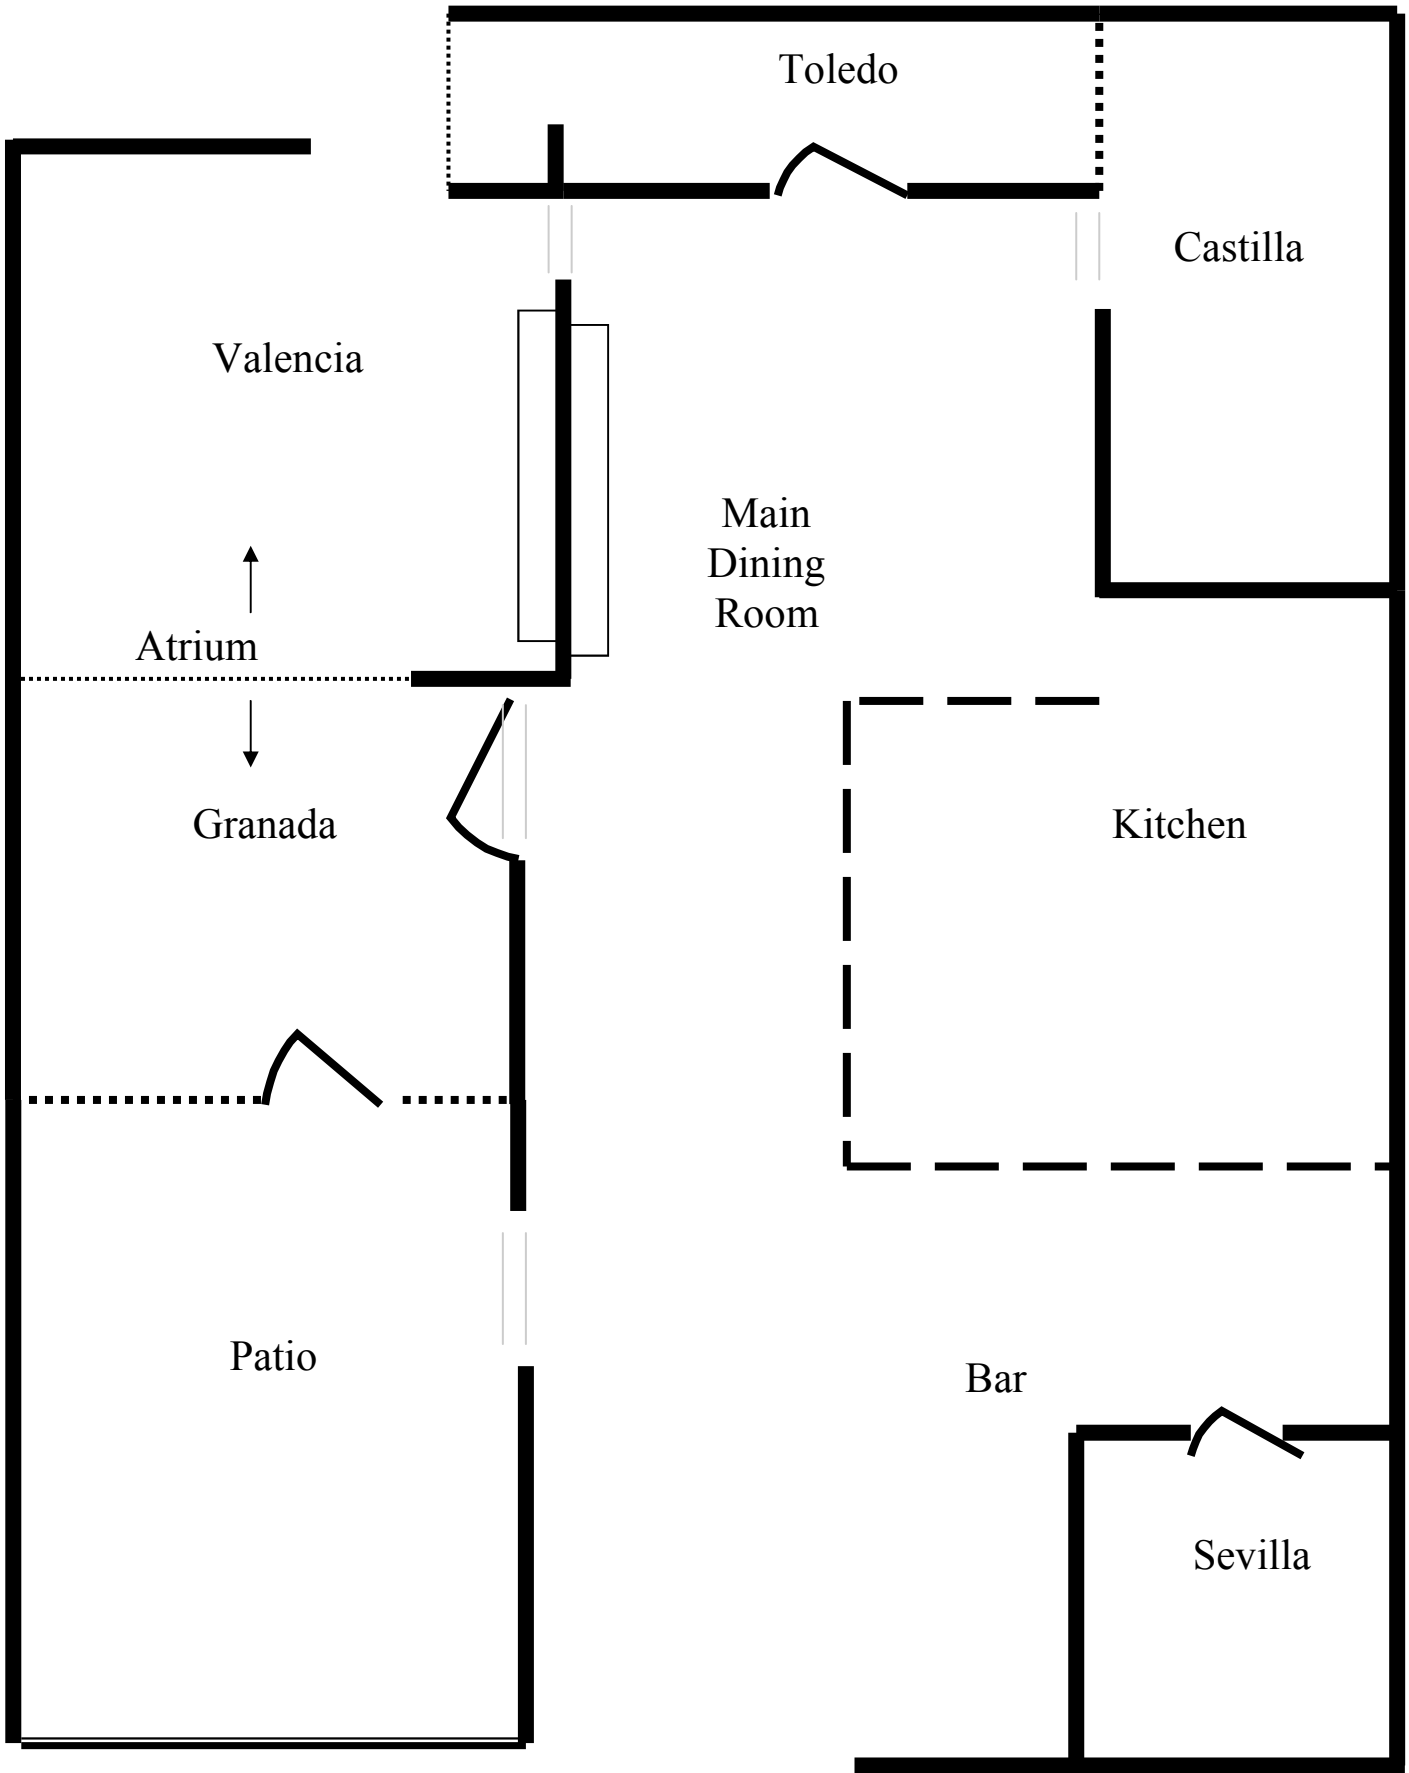 Toledo
Castilla
Valencia
Main
Dining
Room
Atrium
Granada
Kitchen
Patio
Bar
Sevilla